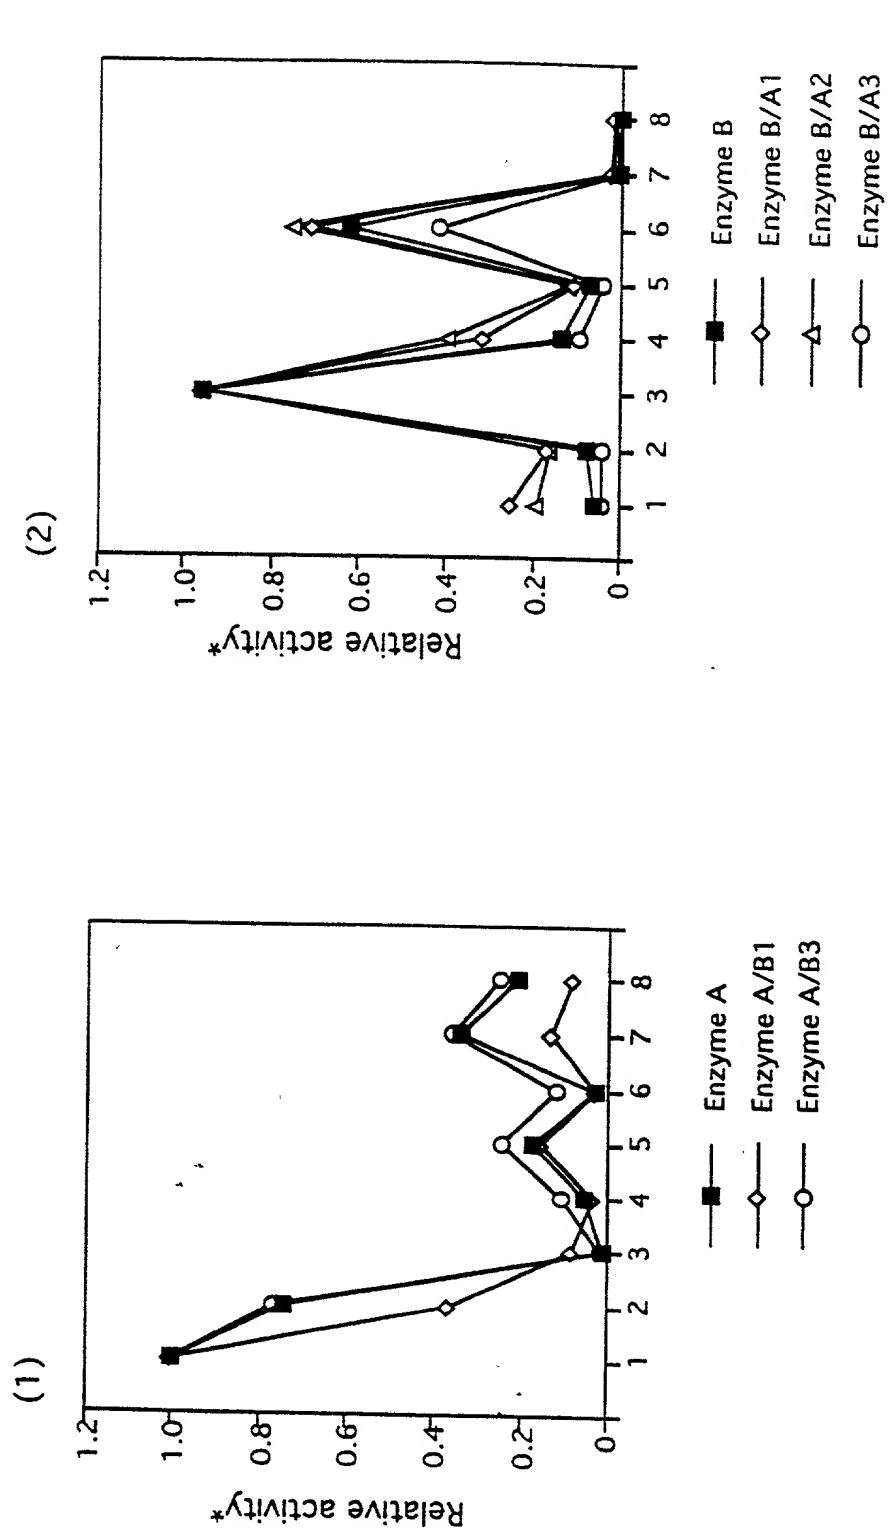 (1)
Relative activity*
1.2
1.0
0.8
0.6
0.4
0.2
0
1 2 3 4 5 6 7 8
Enzyme A
Enzyme A/B1
Enzyme A/B3
(2)
Relative activity*
1.2
1.0
0.8
0.6
0.4
0.2
0
1 2 3 4 5 6 7 8
Enzyme B
Enzyme B/A1
Enzyme B/A2
Enzyme B/A3